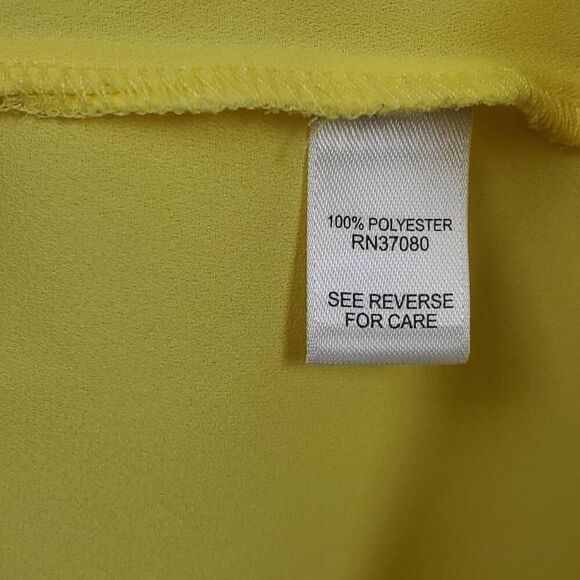 100% POLYESTER
RN37080
SEE REVERSE
FOR CARE